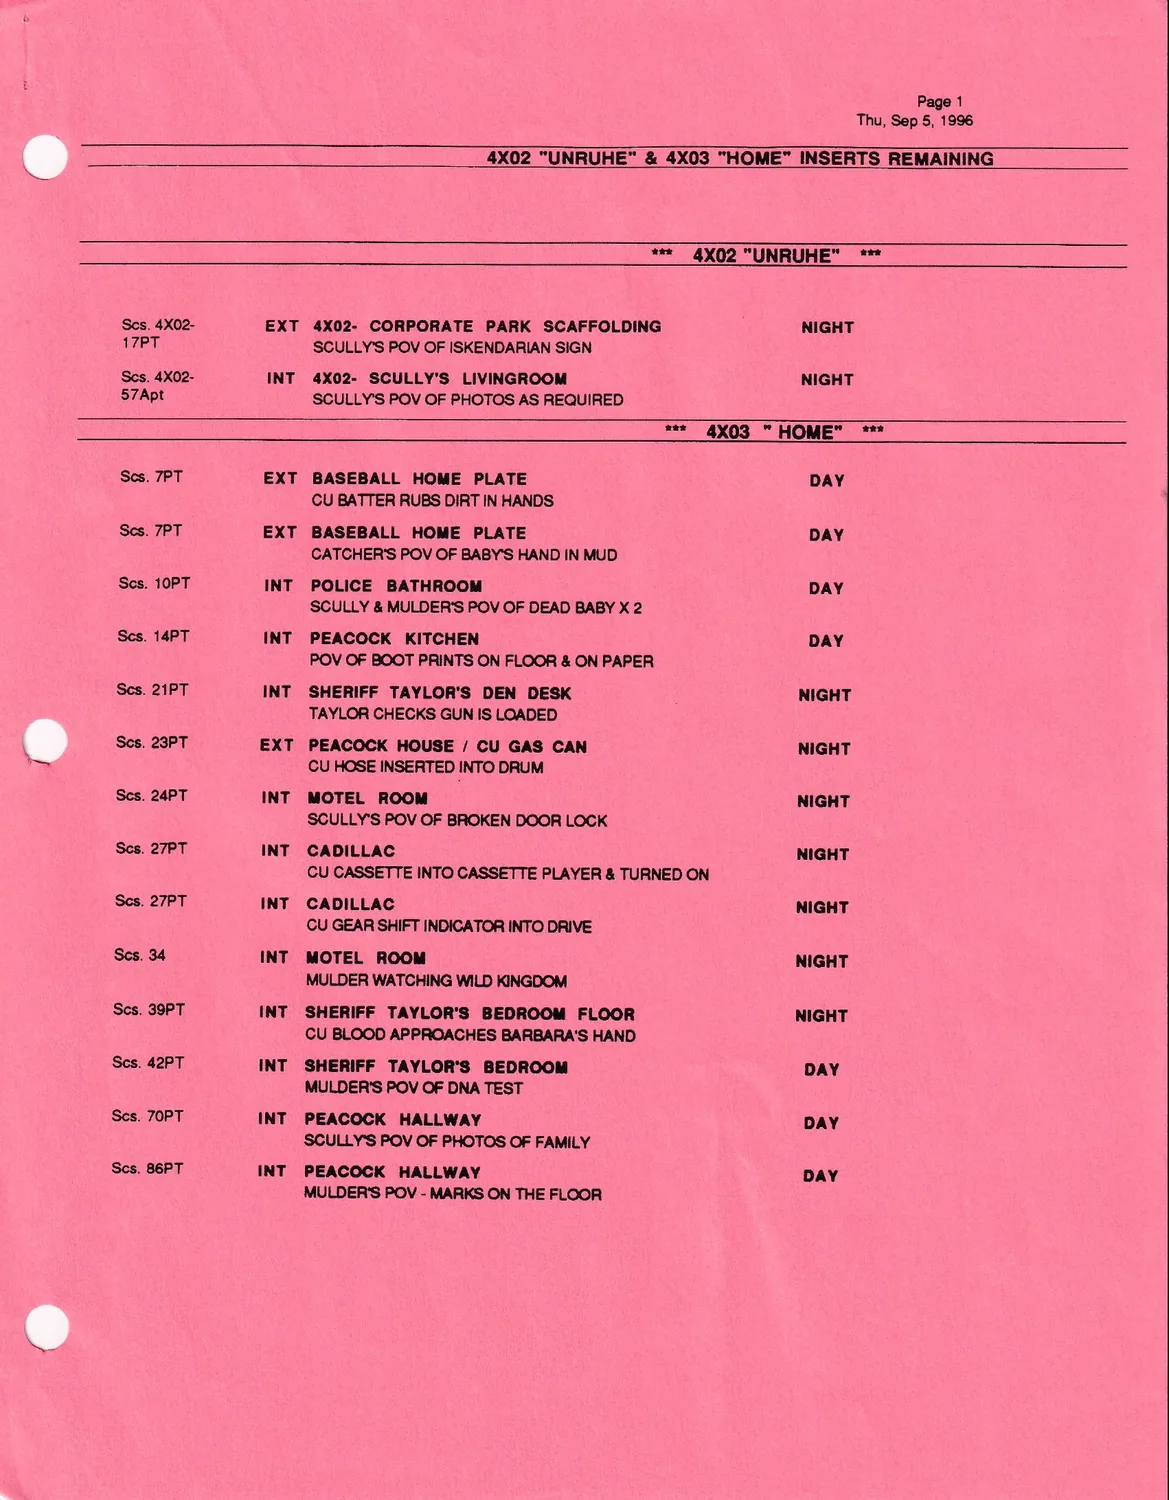 Page 1
Thu, Sep 5, 1996
4X02 "UNRUHE" & 4X03 "HOME" INSERTS REMAINING
*** 4X02 "UNRUHE" ***
Scs. 4X02- EXT 4X02- CORPORATE PARK SCAFFOLDING NIGHT
17PT SCULLY'S POV OF ISKENDARIAN SIGN
Scs. 4X02- INT 4X02- SCULLY'S LIVINGROOM NIGHT
57Apt SCULLY'S POV OF PHOTOS AS REQUIRED
*** 4X03 " HOME" ***
Scs. 7PT EXT BASEBALL HOME PLATE DAY
CU BATTER RUBS DIRT IN HANDS
Scs. 7PT EXT BASEBALL HOME PLATE DAY
CATCHER'S POV OF BABY'S HAND IN MUD
Scs. 10PT INT POLICE BATHROOM DAY
SCULLY & MULDER'S POV OF DEAD BABY X 2
Scs. 14PT INT PEACOCK KITCHEN DAY
POV OF BOOT PRINTS ON FLOOR & ON PAPER
Scs. 21PT INT SHERIFF TAYLOR'S DEN DESK NIGHT
TAYLOR CHECKS GUN IS LOADED
Scs. 23PT EXT PEACOCK HOUSE / CU GAS CAN NIGHT
CU HOSE INSERTED INTO DRUM
Scs. 24PT INT MOTEL ROOM NIGHT
SCULLY'S POV OF BROKEN DOOR LOCK
Scs. 27PT INT CADILLAC NIGHT
CU CASSETTE INTO CASSETTE PLAYER & TURNED ON
Scs. 27PT INT CADILLAC NIGHT
CU GEAR SHIFT INDICATOR INTO DRIVE
Scs. 34 INT MOTEL ROOM NIGHT
MULDER WATCHING WILD KINGDOM
Scs. 39PT INT SHERIFF TAYLOR'S BEDROOM FLOOR NIGHT
CU BLOOD APPROACHES BARBARA'S HAND
Scs. 42PT INT SHERIFF TAYLOR'S BEDROOM DAY
MULDER'S POV OF DNA TEST
Scs. 70PT INT PEACOCK HALLWAY DAY
SCULLY'S POV OF PHOTOS OF FAMILY
Scs. 86PT INT PEACOCK HALLWAY DAY
MULDER'S POV - MARKS ON THE FLOOR